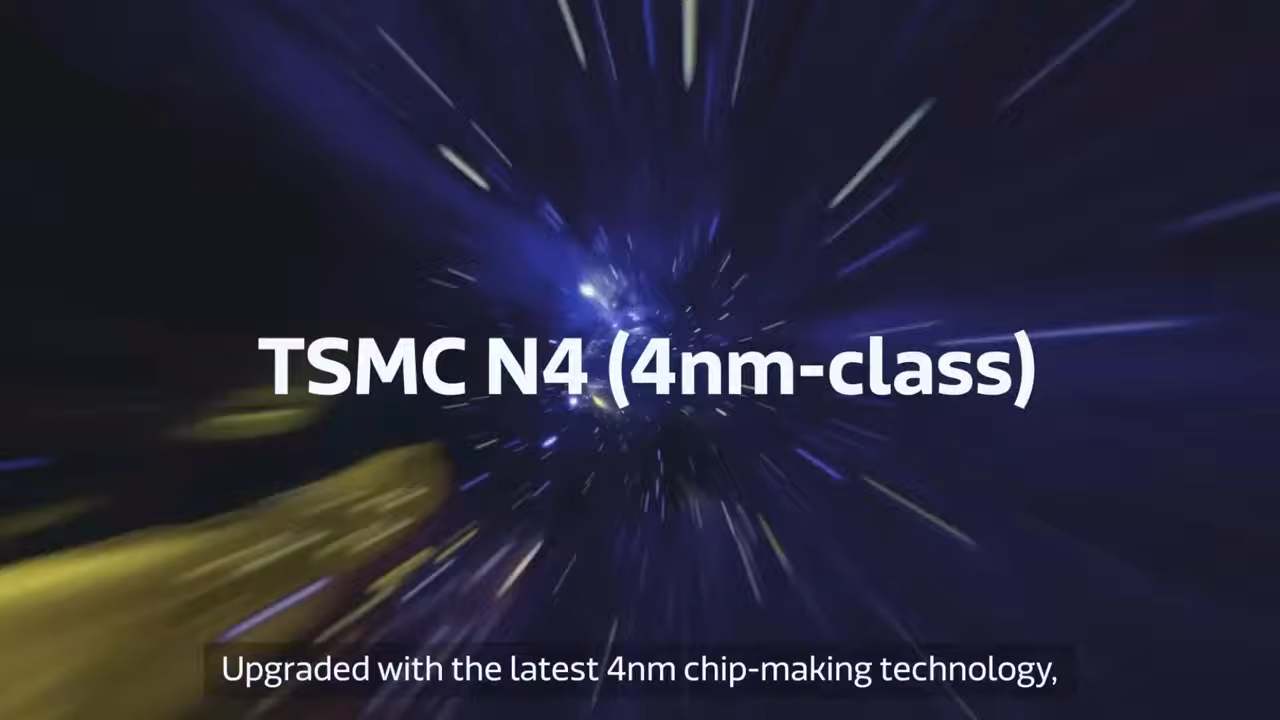 TSMC N4 (4nm-class)
Upgraded with the latest 4nm chip-making technology,